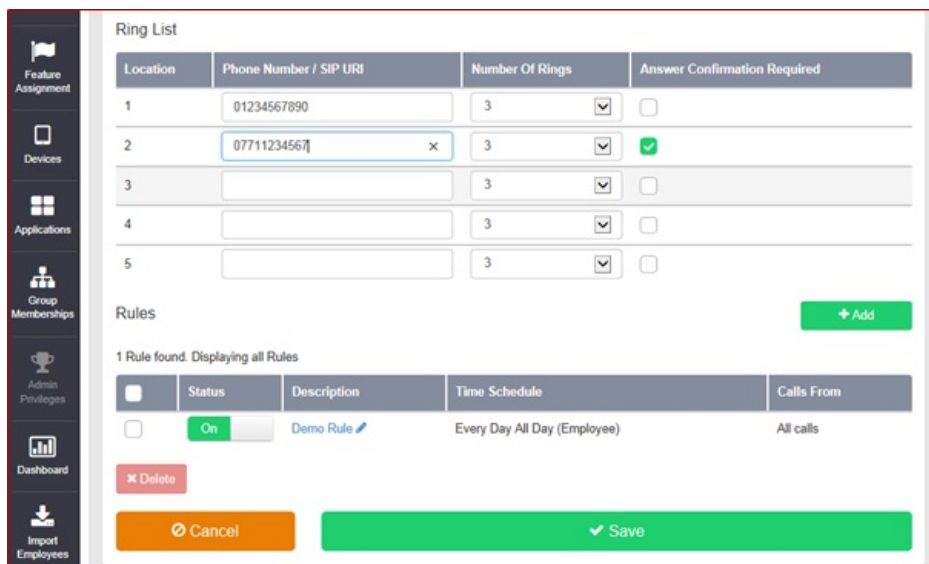 Feature
Assignment
Devices
Applications
Group
Memberships
Admin
Privileges
Dashboard
Import
Employees
Ring List
Location Phone Number / SIP URI Number Of Rings Answer Confirmation Required
1 01234567890 3
2 07711234567 × 3
3 3
4 3
5 3
Rules
+ Add
1 Rule found. Displaying all Rules
Status Description Time Schedule Calls From
On Demo Rule Every Day All Day (Employee) All calls
Delete
Cancel
Save